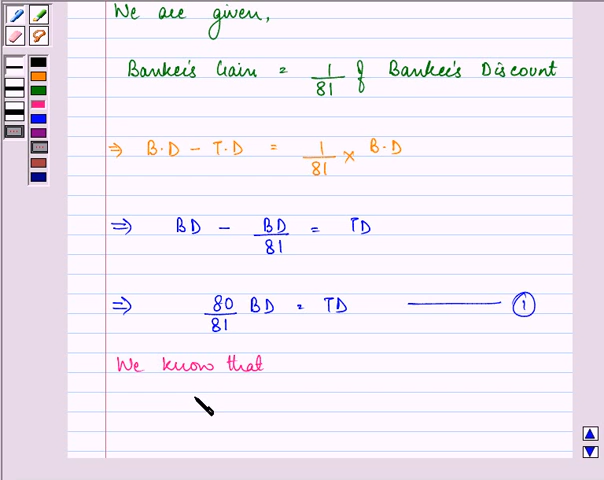 We are given,
Banker's Gain = 1/81 of Banker's Discount
⇒ B.D - T.D = 1/81 × B.D
⇒ BD - BD/81 = TD
⇒ 80/81 BD = TD ——— ①
We know that